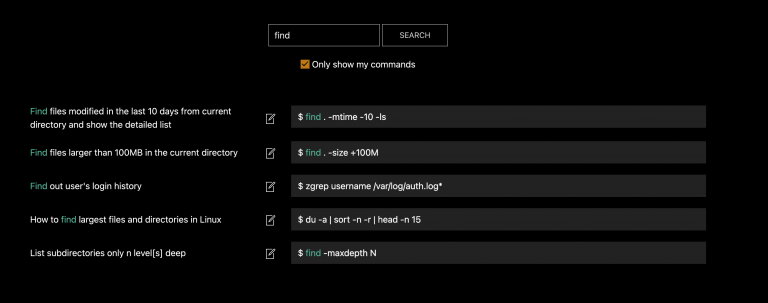 find
SEARCH
Only show my commands
Find files modified in the last 10 days from current
directory and show the detailed list
$ find . -mtime -10 -ls
Find files larger than 100MB in the current directory
$ find . -size +100M
Find out user's login history
$ zgrep username /var/log/auth.log*
How to find largest files and directories in Linux
$ du -a | sort -n -r | head -n 15
List subdirectories only n level[s] deep
$ find -maxdepth N